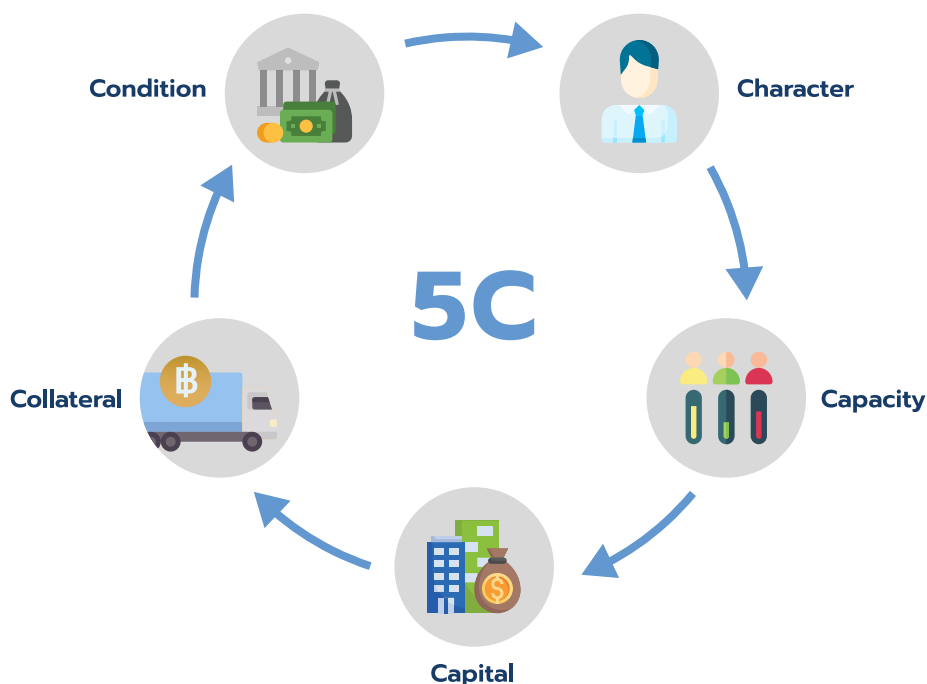 Condition
Character
5C
Collateral
฿
Capacity
$
Capital